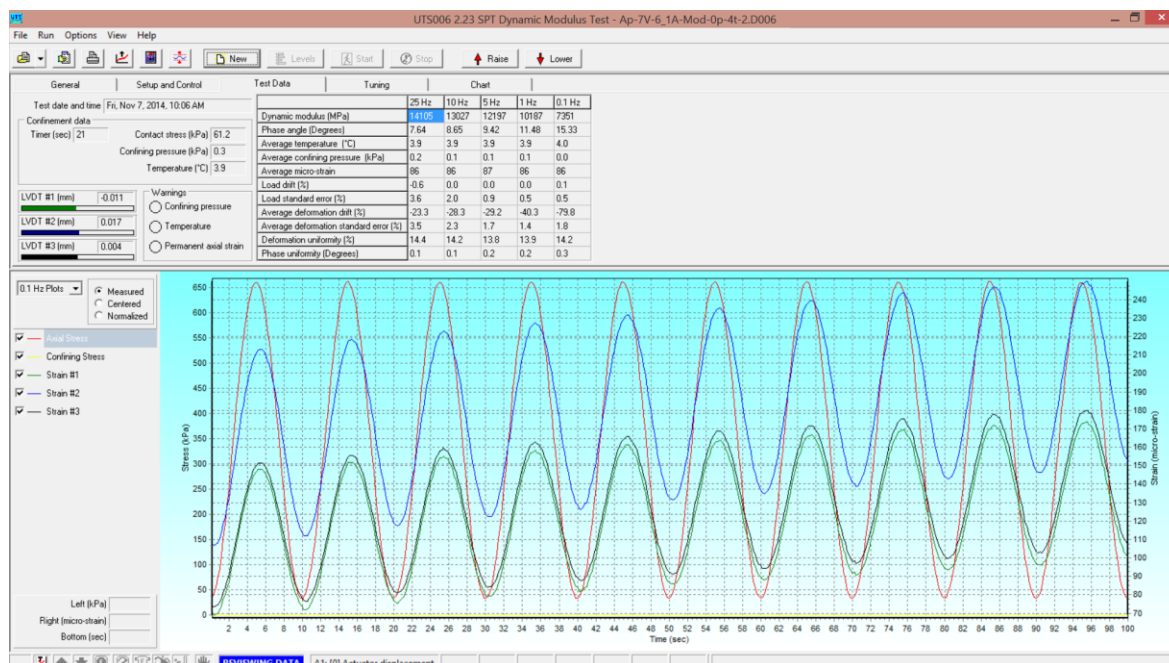 UTS006 2.23 SPT Dynamic Modulus Test - Ap-7V-6_1A-Mod-0p-4t-2.D006
File Run Options View Help
New Levels Start Stop Raise Lower
General Setup and Control Test Data Tuning Chart
Test date and time Fri, Nov 7, 2014, 10:06 AM
Confinement data
Timer (sec) 21 Contact stress (kPa) 61.2
Confining pressure (kPa) 0.3
Temperature (°C) 3.9
LVDT #1 (mm) -0.011
LVDT #2 (mm) 0.017
LVDT #3 (mm) 0.004
Warnings
Confining pressure
Temperature
Permanent axial strain
25 Hz 10 Hz 5 Hz 1 Hz 0.1 Hz
Dynamic modulus (MPa) 14105 13027 12197 10187 7351
Phase angle (Degrees) 7.64 8.65 9.42 11.48 15.33
Average temperature (°C) 3.9 3.9 3.9 3.9 4.0
Average confining pressure (kPa) 0.2 0.1 0.1 0.1 0.0
Average micro-strain 86 86 87 86 86
Load drift (%) -0.6 0.0 0.0 0.0 0.1
Load standard error (%) 3.6 2.0 0.9 0.5 0.5
Average deformation drift (%) -23.3 -28.3 -29.2 -40.3 -79.8
Average deformation standard error (%) 3.5 2.3 1.7 1.4 1.8
Deformation uniformity (%) 14.4 14.2 13.8 13.9 14.2
Phase uniformity (Degrees) 0.1 0.1 0.2 0.2 0.3
0.1 Hz Plots
Measured
Centered
Normalized
Axial Stress
Confining Stress
Strain #1
Strain #2
Strain #3
Left (kPa)
Right (micro-strain)
Bottom (sec)
Stress (kPa)
650
600
550
500
450
400
350
300
250
200
150
100
50
0
240
230
220
210
200
190
180
170
160
150
140
130
120
110
100
90
80
70
Strain (micro-strain)
2 4 6 8 10 12 14 16 18 20 22 24 26 28 30 32 34 36 38 40 42 44 46 48 50 52 54 56 58 60 62 64 66 68 70 72 74 76 78 80 82 84 86 88 90 92 94 96 98 100
Time (sec)
REVIEWING DATA A1: [0] Actuator displacement